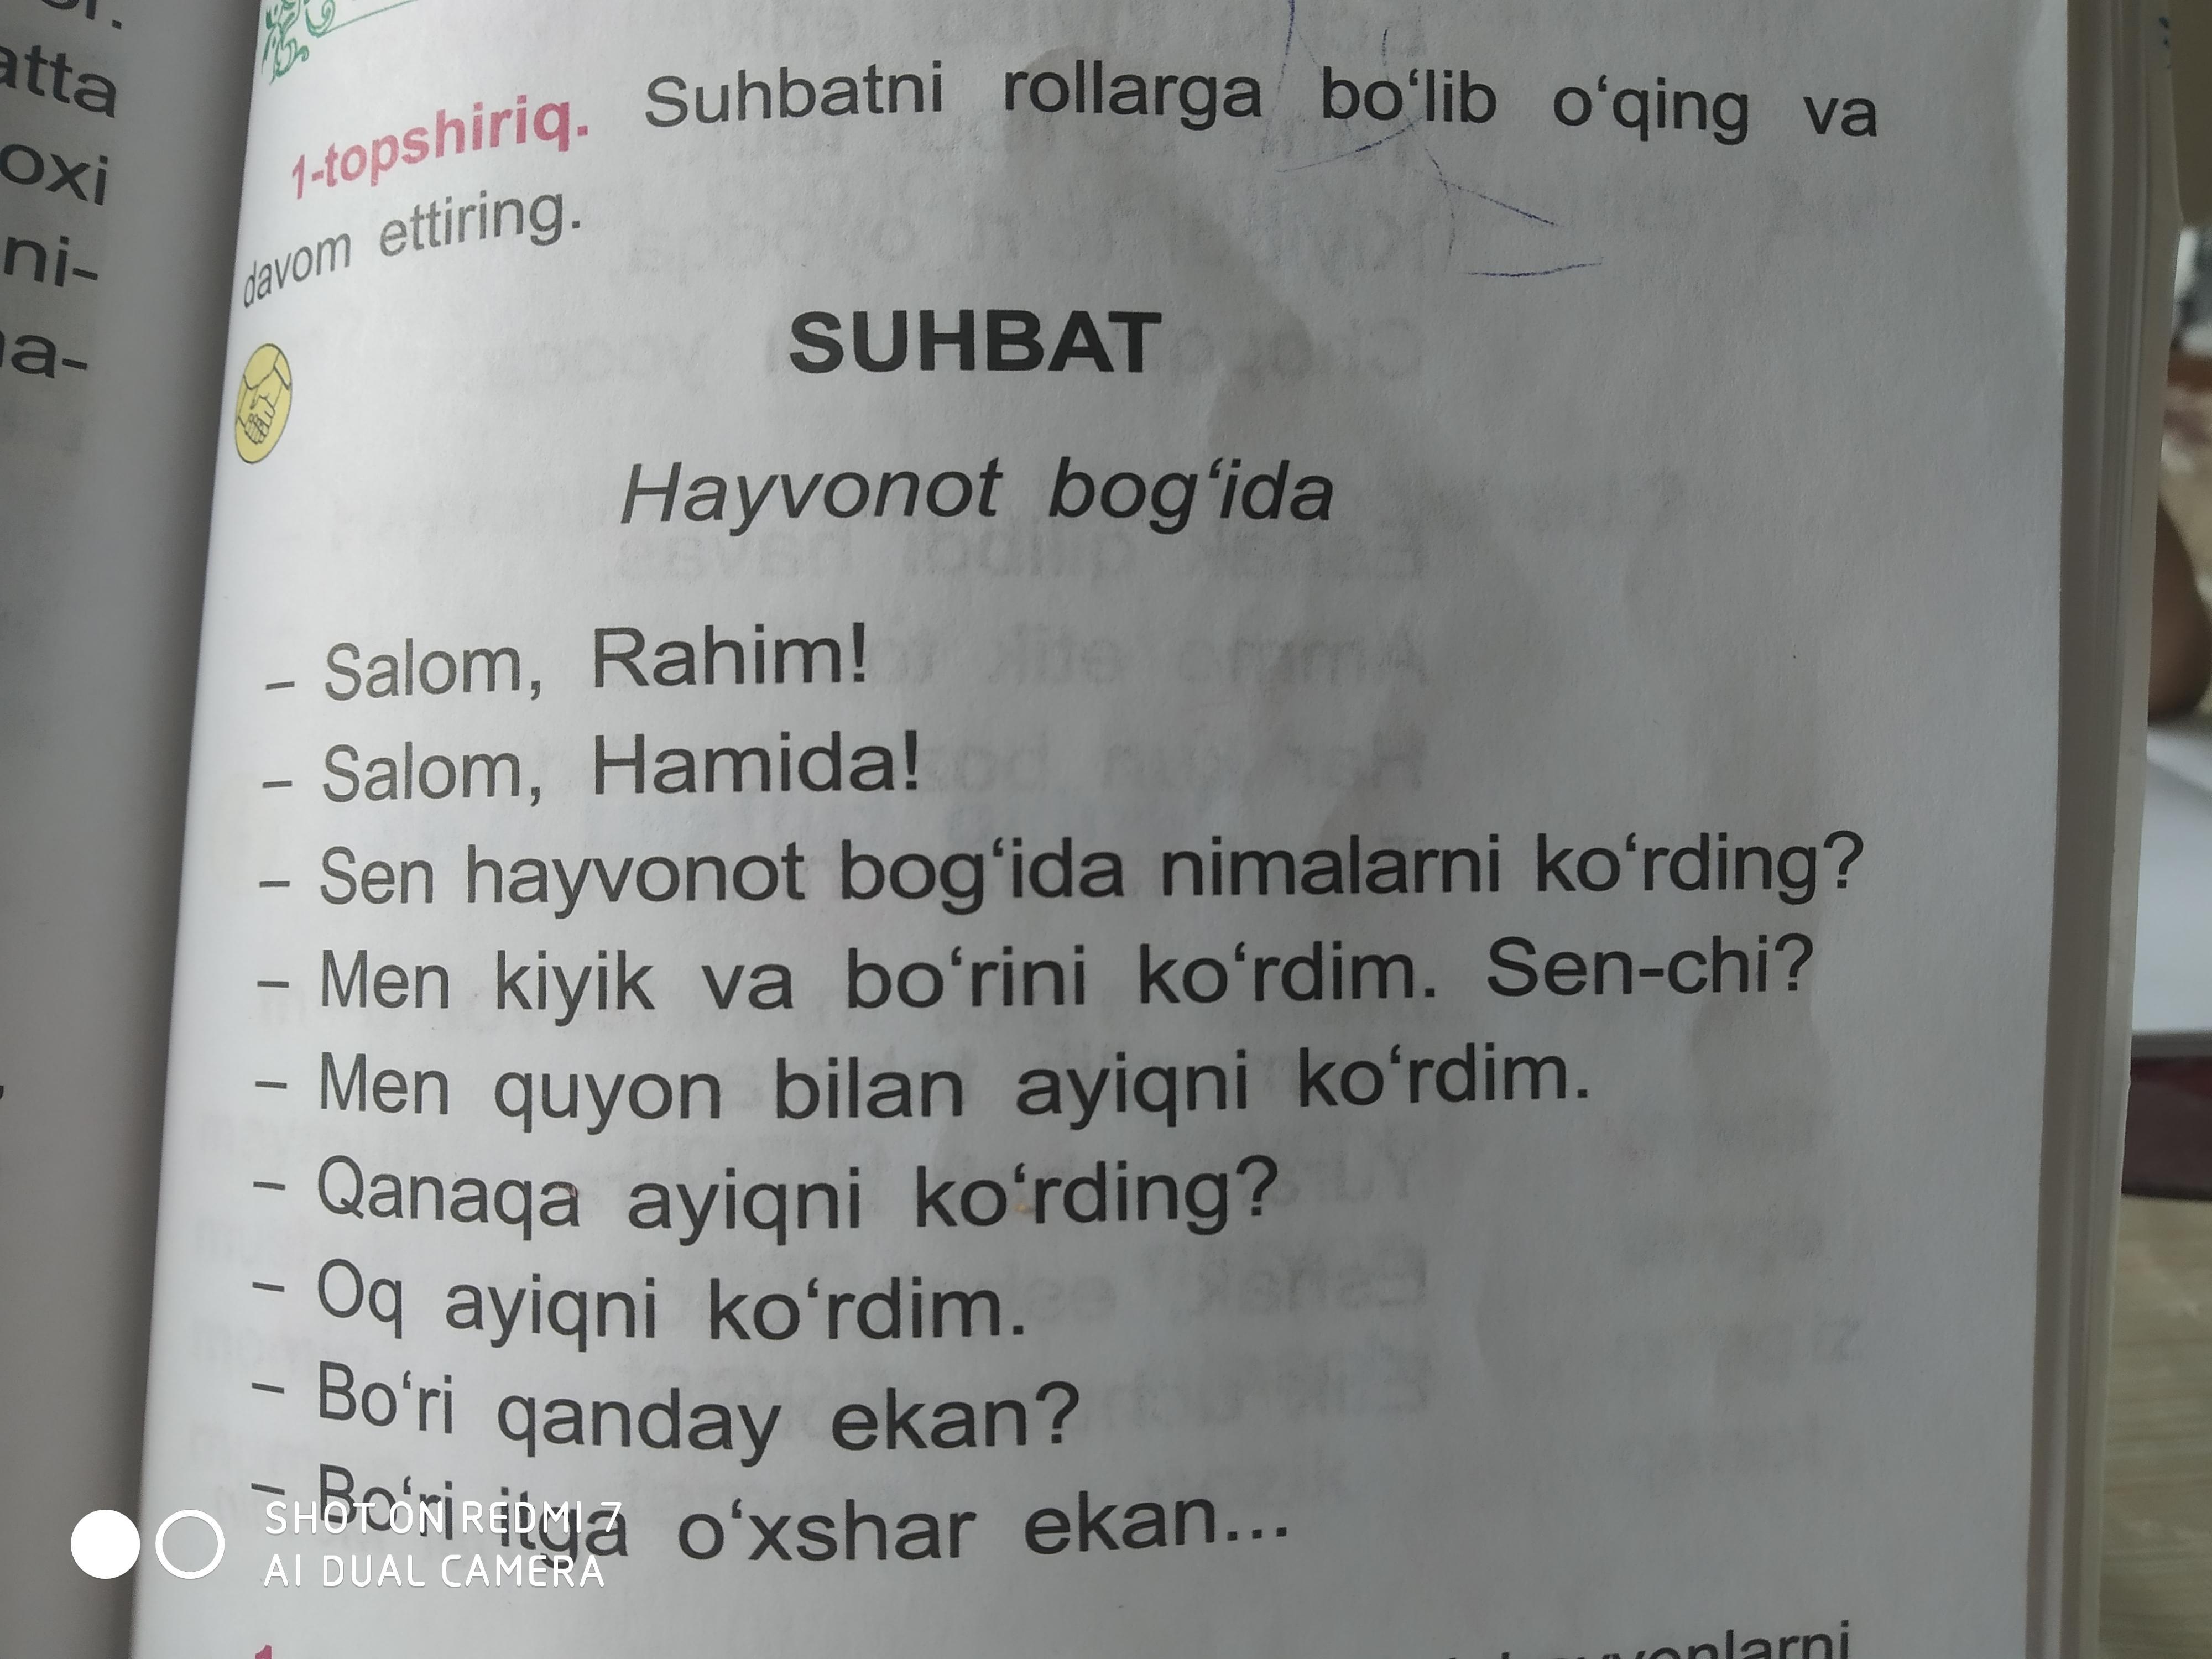 atta
oxi
ni-
a-
1-topshiriq. Suhbatni rollarga bo‘lib o‘qing va
davom ettiring.
SUHBAT
Hayvonot bog‘ida
– Salom, Rahim!
– Salom, Hamida!
– Sen hayvonot bog‘ida nimalarni ko‘rding?
– Men kiyik va bo‘rini ko‘rdim. Sen-chi?
– Men quyon bilan ayiqni ko‘rdim.
– Qanaqa ayiqni ko‘rding?
– Oq ayiqni ko‘rdim.
– Bo‘ri qanday ekan?
– Bo‘ri itga o‘xshar ekan...
SHOT ON REDMI 7
AI DUAL CAMERA